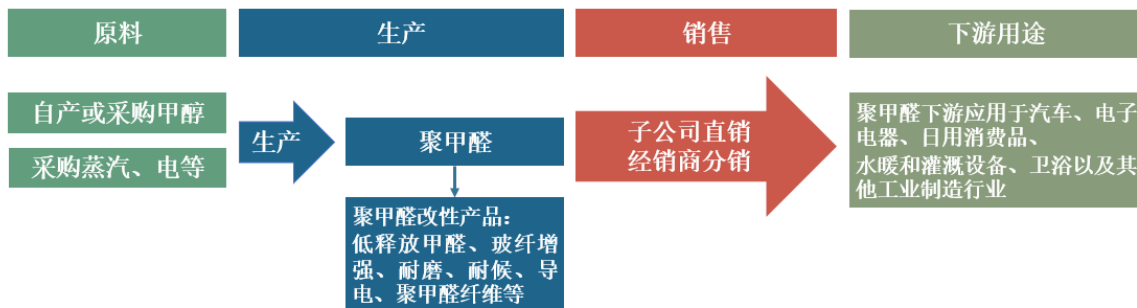 原料
生产
销售
下游用途
自产或采购甲醇
采购蒸汽、电等
生产
聚甲醛
聚甲醛改性产品：
低释放甲醛、玻纤增
强、耐磨、耐候、导
电、聚甲醛纤维等
子公司直销
经销商分销
聚甲醛下游应用于汽车、电子
电器、日用消费品、
水暖和灌溉设备、卫浴以及其
他工业制造行业